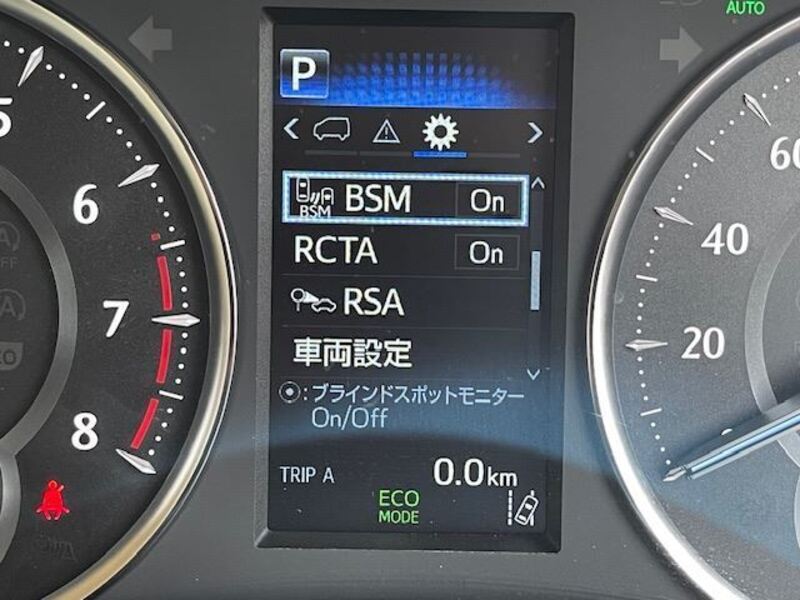 AUTO
P
5
6
7
8
BSM BSM On
RCTA On
RSA
車両設定
:ブラインドスポットモニター
On/Off
TRIP A 0.0km
ECO
MODE
60
40
20